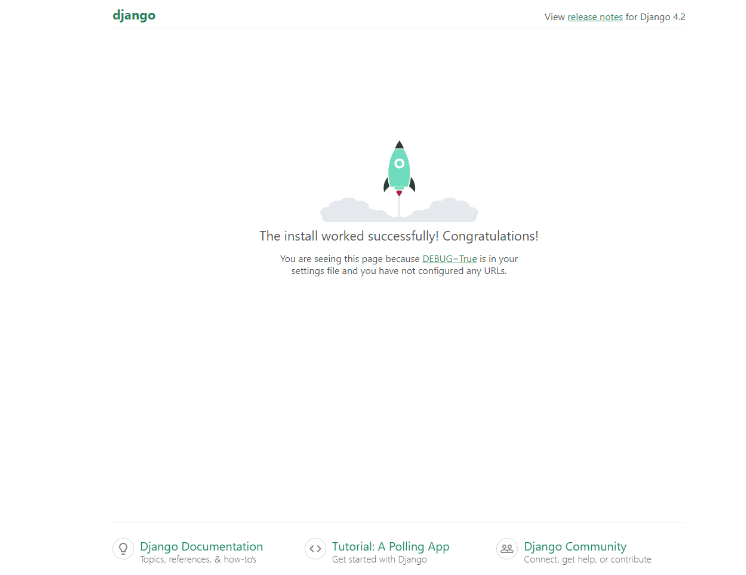 django
View release notes for Django 4.2
The install worked successfully! Congratulations!
You are seeing this page because DEBUG=True is in your
settings file and you have not configured any URLs.
Django Documentation
Topics, references, & how-to's
Tutorial: A Polling App
Get started with Django
Django Community
Connect, get help, or contribute